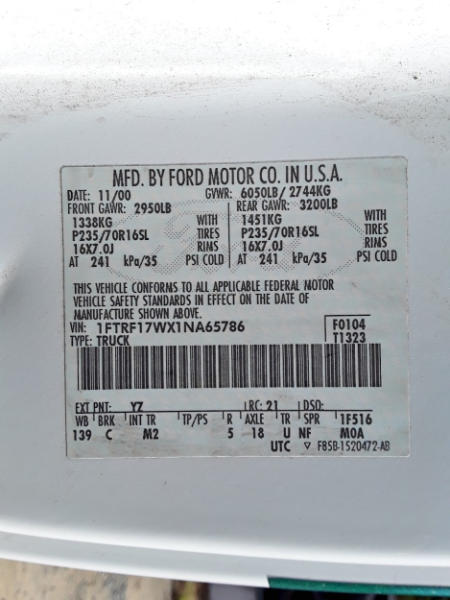 MFD. BY FORD MOTOR CO. IN U.S.A.
DATE: 11/00 GVWR: 6050LB/ 2744KG
FRONT GAWR: 2950LB REAR GAWR: 3200LB
1338KG WITH 1451KG WITH
P235/70R16SL TIRES P235/70R16SL TIRES
16X7.0J RIMS 16X7.0J RIMS
AT 241 kPa/35 PSI COLD AT 241 kPa/35 PSI COLD
THIS VEHICLE CONFORMS TO ALL APPLICABLE FEDERAL MOTOR
VEHICLE SAFETY STANDARDS IN EFFECT ON THE DATE OF
MANUFACTURE SHOWN ABOVE.
VIN: 1FTRF17WX1NA65786 F0104
TYPE: TRUCK T1323
EXT PNT: YZ RC: 21 DSO:
WB BRK INT TR TP/PS R AXLE TR SPR 1F516
139 C M2 5 18 U NF M0A
UTC ▽ F85B-1520472-AB